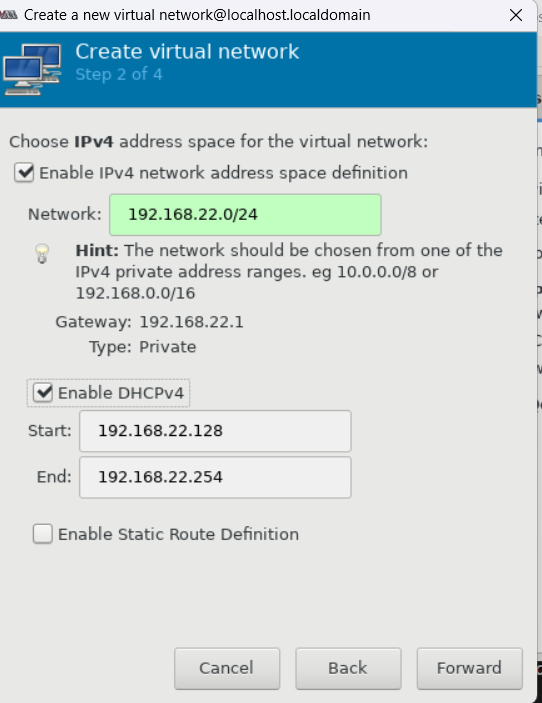 Create a new virtual network@localhost.localdomain
Create virtual network
Step 2 of 4
Choose IPv4 address space for the virtual network:
Enable IPv4 network address space definition
Network: 192.168.22.0/24
Hint: The network should be chosen from one of the
IPv4 private address ranges. eg 10.0.0.0/8 or
192.168.0.0/16
Gateway: 192.168.22.1
Type: Private
Enable DHCPv4
Start: 192.168.22.128
End: 192.168.22.254
Enable Static Route Definition
Cancel Back Forward